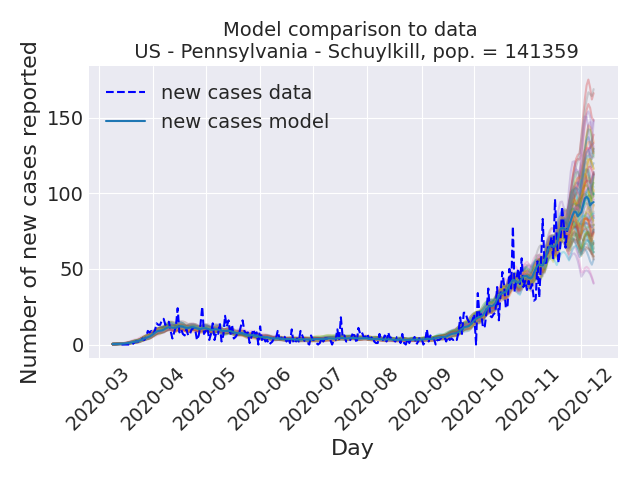 Model comparison to data
US - Pennsylvania - Schuylkill, pop. = 141359
new cases data
new cases model
Number of new cases reported
150
100
50
0
2020-03
2020-04
2020-05
2020-06
2020-07
2020-08
2020-09
2020-10
2020-11
2020-12
Day